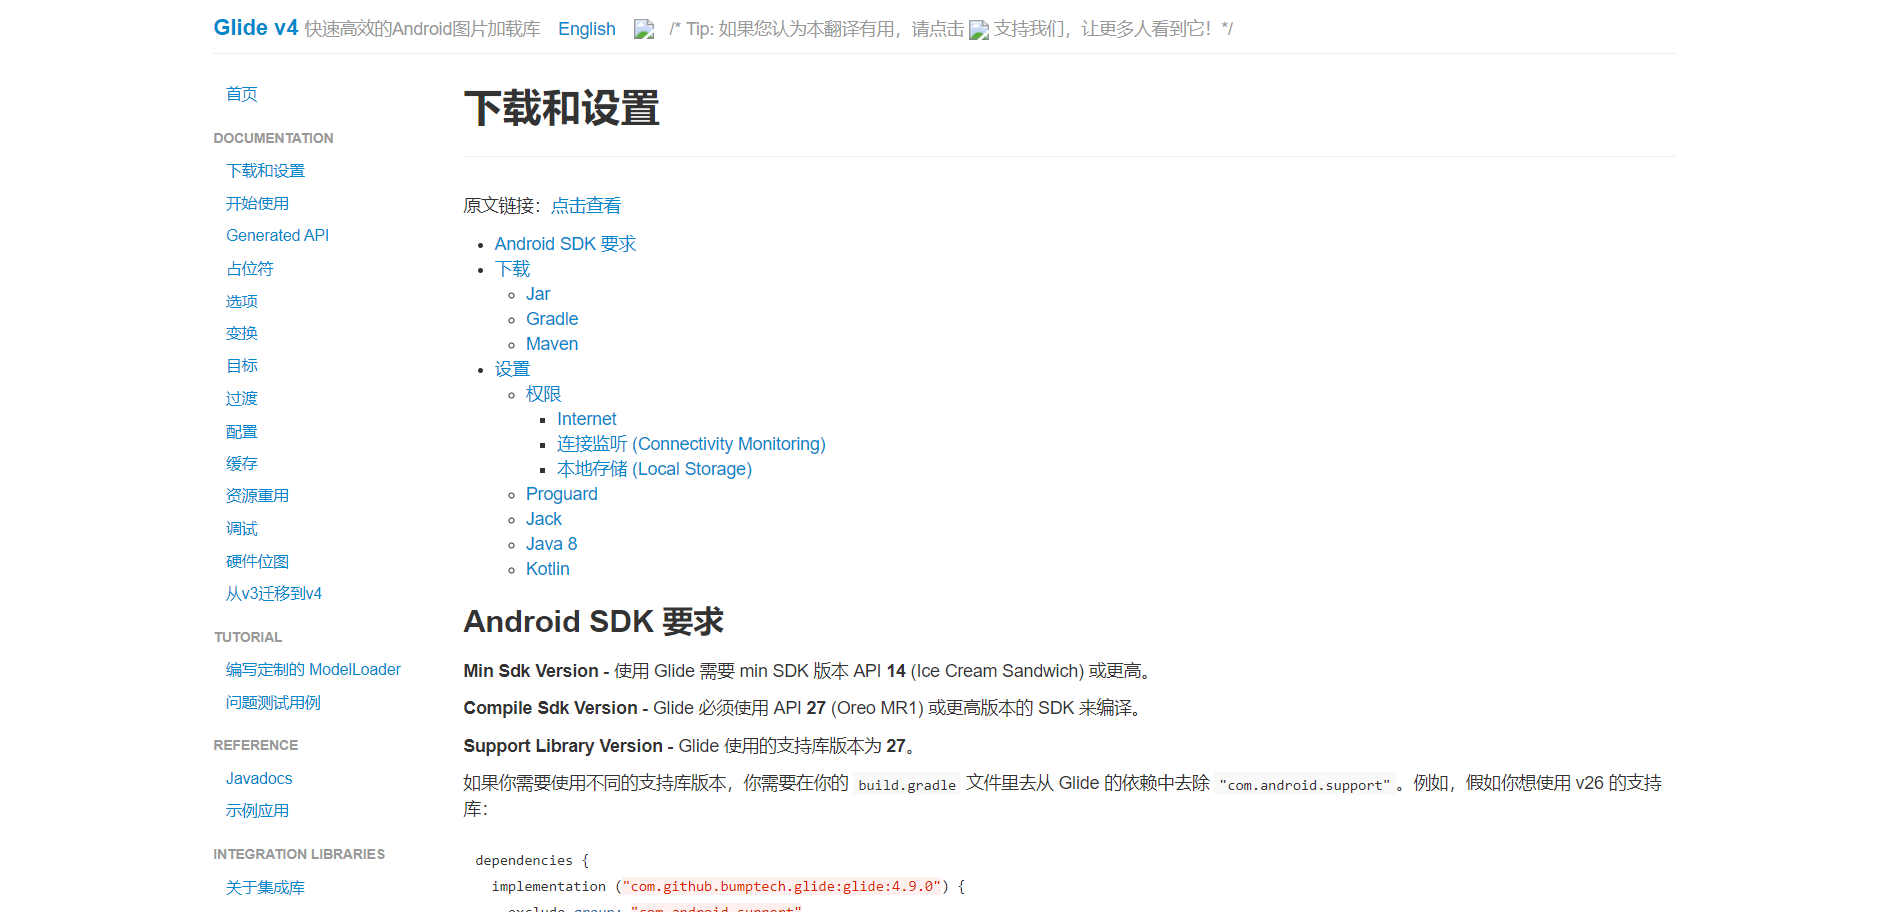 Glide v4 快速高效的Android图片加载库 English /* Tip: 如果您认为本翻译有用，请点击 支持我们，让更多人看到它！*/
首页
DOCUMENTATION
下载和设置
开始使用
Generated API
占位符
选项
变换
目标
过渡
配置
缓存
资源重用
调试
硬件位图
从v3迁移到v4
TUTORIAL
编写定制的 ModelLoader
问题测试用例
REFERENCE
Javadocs
示例应用
INTEGRATION LIBRARIES
关于集成库
下载和设置
原文链接：点击查看
Android SDK 要求
下载
Jar
Gradle
Maven
设置
权限
Internet
连接监听 (Connectivity Monitoring)
本地存储 (Local Storage)
Proguard
Jack
Java 8
Kotlin
Android SDK 要求
Min Sdk Version - 使用 Glide 需要 min SDK 版本 API 14 (Ice Cream Sandwich) 或更高。
Compile Sdk Version - Glide 必须使用 API 27 (Oreo MR1) 或更高版本的 SDK 来编译。
Support Library Version - Glide 使用的支持库版本为 27。
如果你需要使用不同的支持库版本，你需要在你的 build.gradle 文件里去从 Glide 的依赖中去除 "com.android.support"。例如，假如你想使用 v26 的支持
库：
dependencies {
implementation ("com.github.bumptech.glide:glide:4.9.0") {
exclude group: "com.android.support"